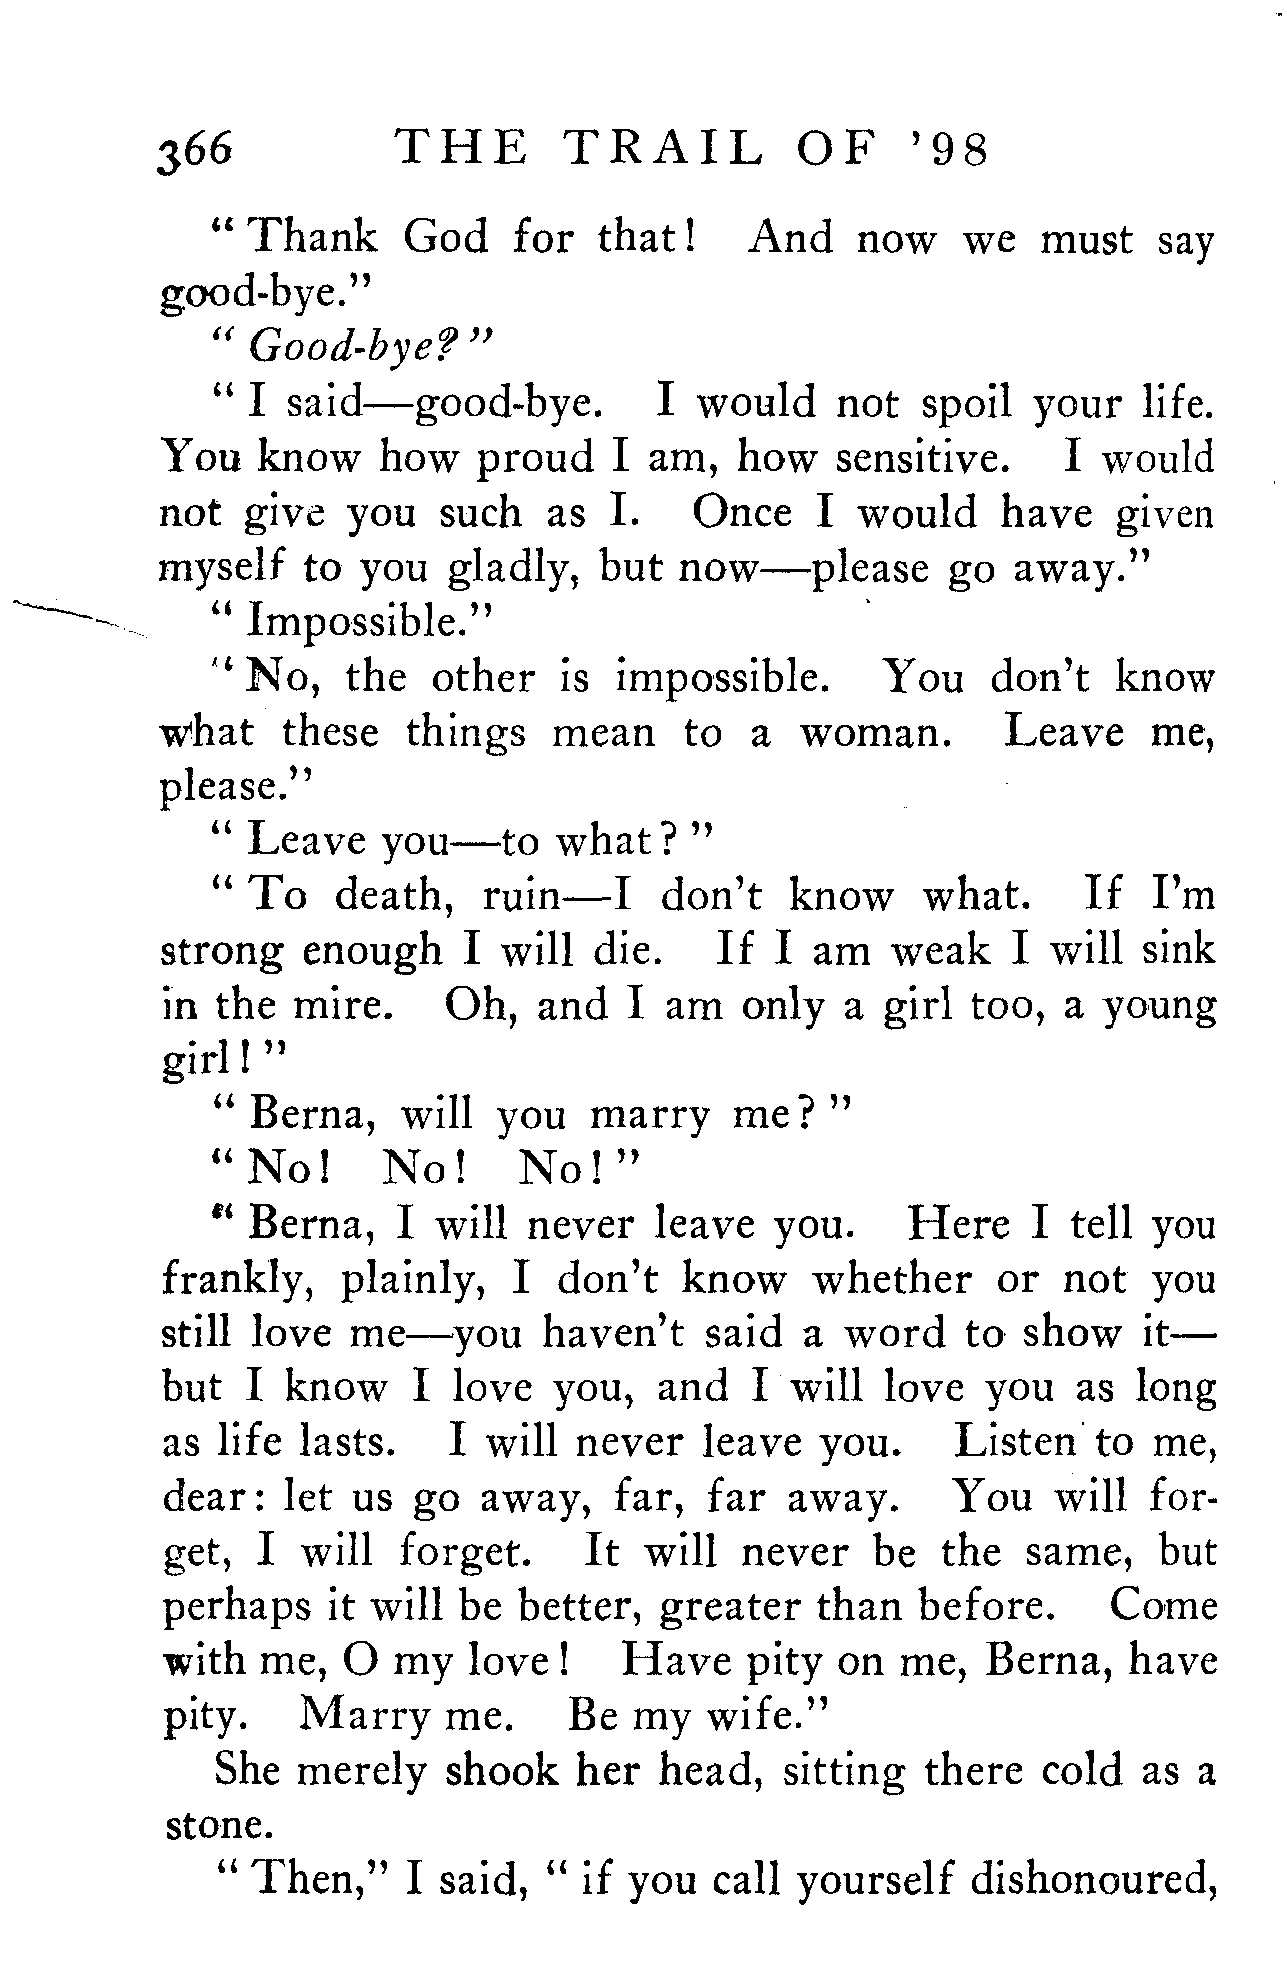 366 THE TRAIL OF '98
" Thank God for that! And now we must say
good-bye."
" Good-bye? "
" I said—good-bye. I would not spoil your life.
You know how proud I am, how sensitive. I would
not give you such as I. Once I would have given
myself to you gladly, but now—please go away."
" Impossible."
" No, the other is impossible. You don't know
what these things mean to a woman. Leave me,
please."
" Leave you—to what? "
" To death, ruin—I don't know what. If I'm
strong enough I will die. If I am weak I will sink
in the mire. Oh, and I am only a girl too, a young
girl! "
" Berna, will you marry me? "
" No! No! No! "
" Berna, I will never leave you. Here I tell you
frankly, plainly, I don't know whether or not you
still love me—you haven't said a word to show it—
but I know I love you, and I will love you as long
as life lasts. I will never leave you. Listen to me,
dear: let us go away, far, far away. You will for-
get, I will forget. It will never be the same, but
perhaps it will be better, greater than before. Come
with me, O my love! Have pity on me, Berna, have
pity. Marry me. Be my wife."
She merely shook her head, sitting there cold as a
stone.
" Then," I said, " if you call yourself dishonoured,